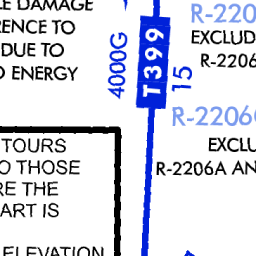 DAMAGE
RENCE TO
DUE TO
ENERGY
4000G
T399
15
R-220
EXCLUD
R-2206
R-2206
EXCLU
R-2206A AN
TOURS
O THOSE
RE THE
ART IS
ELEVATION